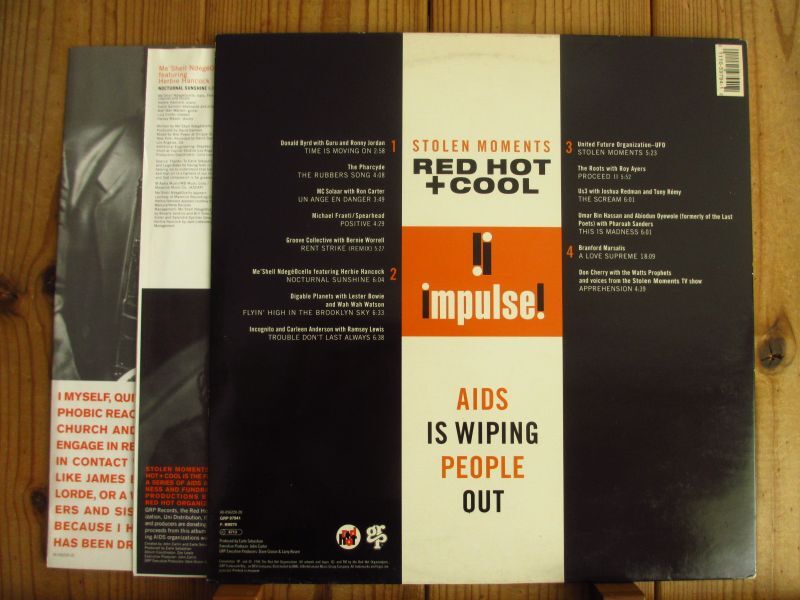 Me'Shell NdegéOcello
featuring
Herbie Hancock
NOCTURNAL SUNSHINE
I MYSELF,
PHOBIC
CHURCH AND
ENGAGE IN
IN CONTACT
LIKE JAMES
LORDE, OR A
ERS AND
BECAUSE I
HAS BEEN
STOLEN MOMENTS
HOT + COOL IS THE
A SERIES OF AIDS
NESS AND
PRODUCTIONS
RED HOT
1
Donald Byrd with Guru and Ronny Jordan
TIME IS MOVING ON 2:58
The Pharcyde
THE RUBBERS SONG 4:08
MC Solaar with Ron Carter
UN ANGE EN DANGER 3:49
Michael Franti/Spearhead
POSITIVE 4:29
Groove Collective with Bernie Worrell
RENT STRIKE (REMIX) 5:27
2
Me'Shell NdegéOcello featuring Herbie Hancock
NOCTURNAL SUNSHINE 6:04
Digable Planets with Lester Bowie
and Wah Wah Watson
FLYIN' HIGH IN THE BROOKLYN SKY 6:33
Incognito and Carleen Anderson with Ramsey Lewis
TROUBLE DON'T LAST ALWAYS 6:38
STOLEN MOMENTS
RED HOT
+ COOL
impulse!
AIDS
IS WIPING
PEOPLE
OUT
3
United Future Organization–UFO
STOLEN MOMENTS 5:23
The Roots with Roy Ayers
PROCEED II 5:52
Us3 with Joshua Redman and Tony Rémy
THE SCREAM 6:01
Umar Bin Hassan and Abiodun Oyewole (formerly of the Last
Poets) with Pharoah Sanders
THIS IS MADNESS 6:01
4
Branford Marsalis
A LOVE SUPREME 18:09
Don Cherry with the Watts Prophets
and voices from the Stolen Moments TV show
APPREHENSION 4:39
GRP 97941
grp